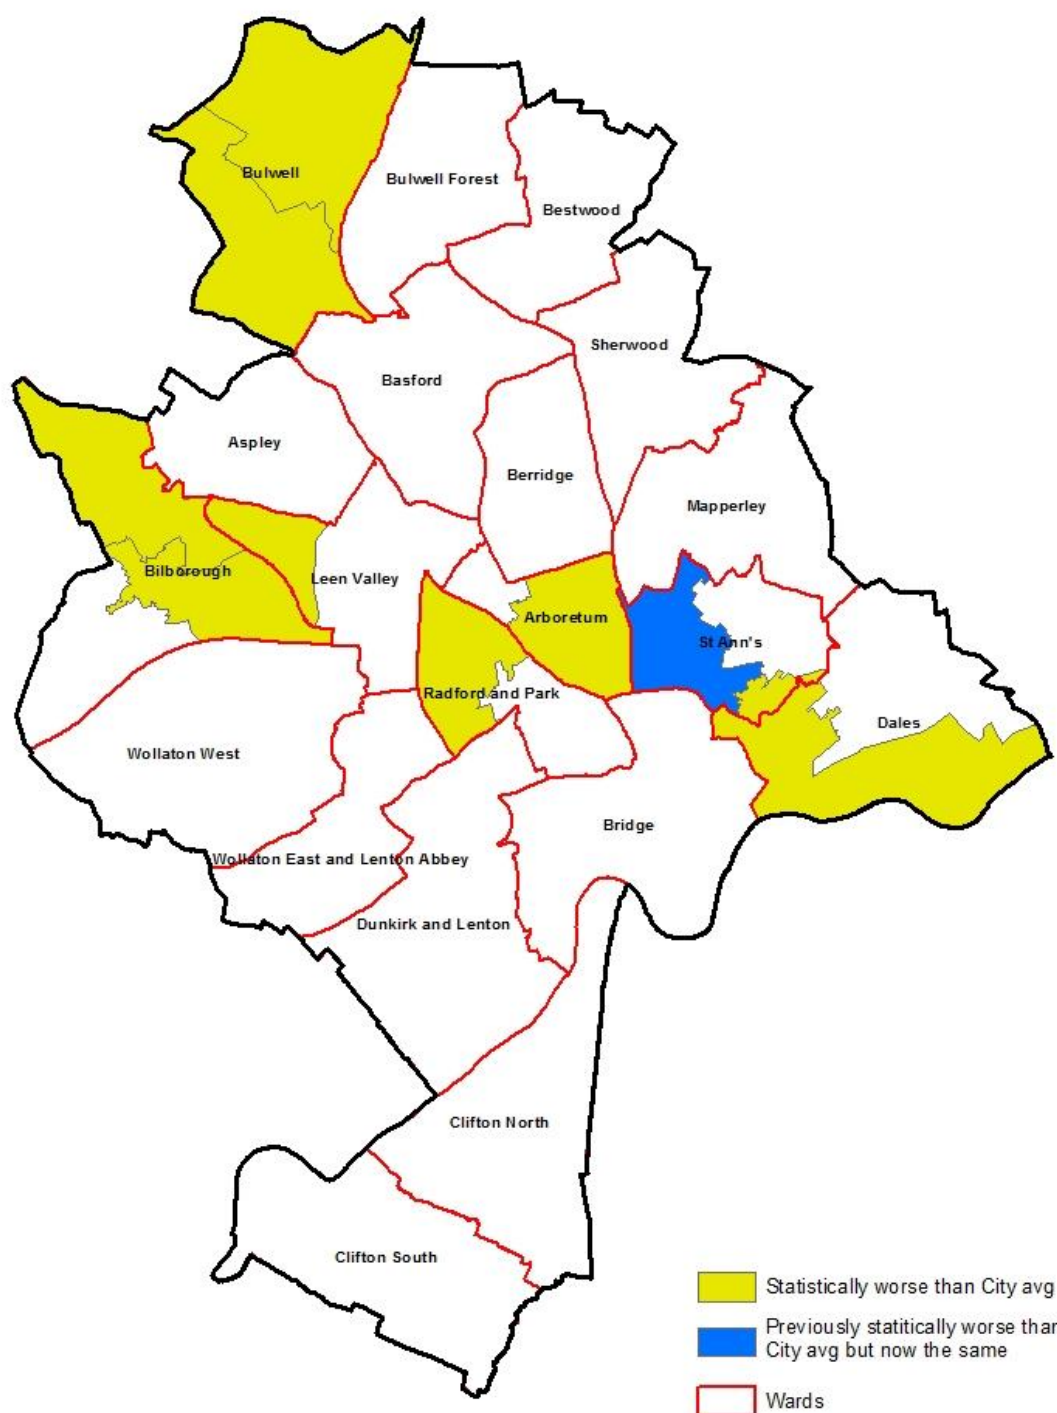 Bulwell
Bulwell Forest
Bestwood
Sherwood
Basford
Aspley
Berridge
Mapperley
Bilborough
Leen Valley
Arboretum
St Ann's
Radford and Park
Dales
Wollaton West
Bridge
Wollaton East and Lenton Abbey
Dunkirk and Lenton
Clifton North
Clifton South
Statistically worse than City avg
Previously statitically worse than
City avg but now the same
Wards